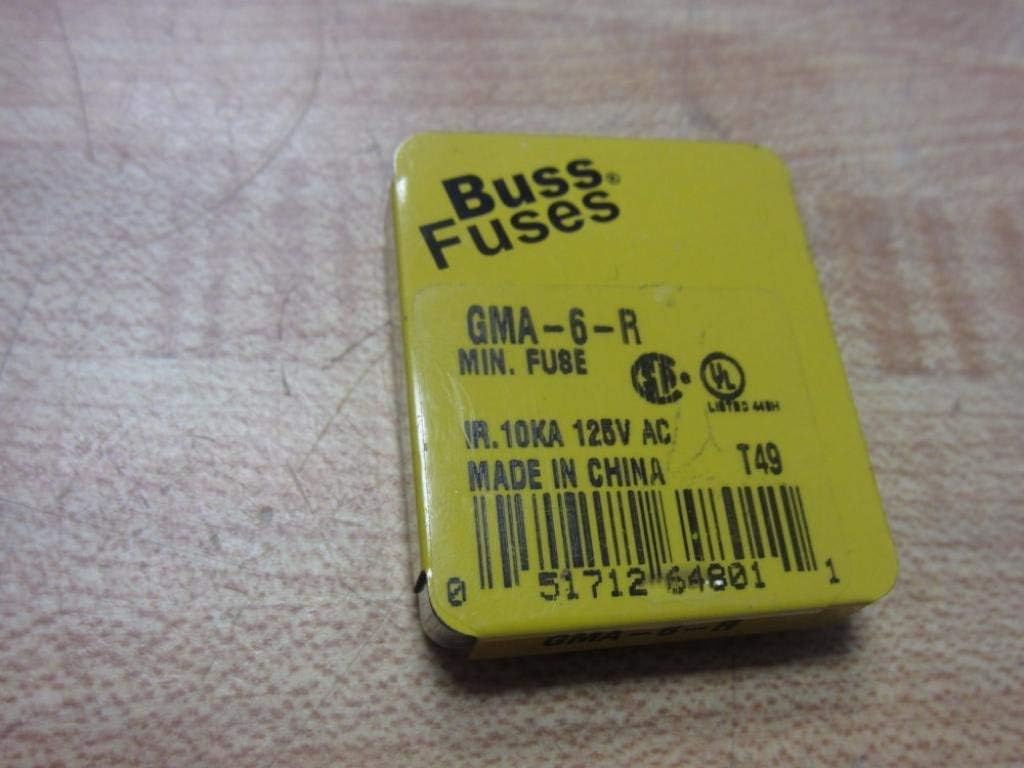 Buss®
Fuses
GMA-6-R
MIN. FUSE
IR.10KA 125V AC
MADE IN CHINA T49
LISTED
0 51712 64801 1
GMA-6-R